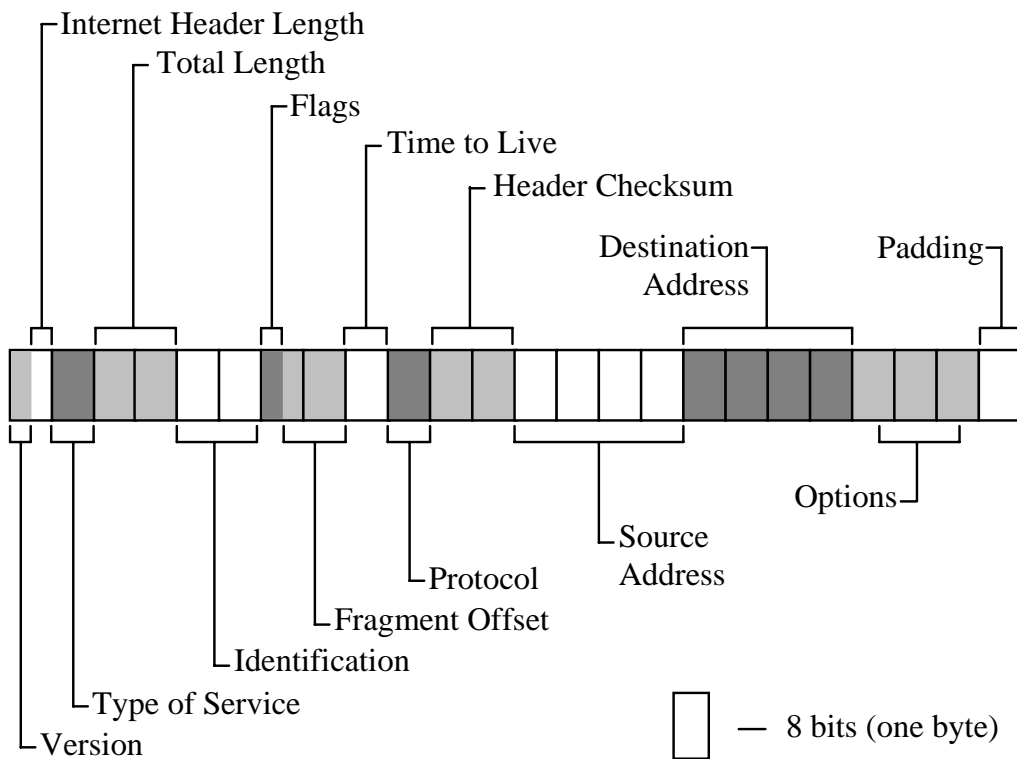 Internet Header Length
Total Length
Flags
Time to Live
Header Checksum
Destination
Address
Padding
Options
Source
Address
Protocol
Fragment Offset
Identification
Type of Service
Version
— 8 bits (one byte)